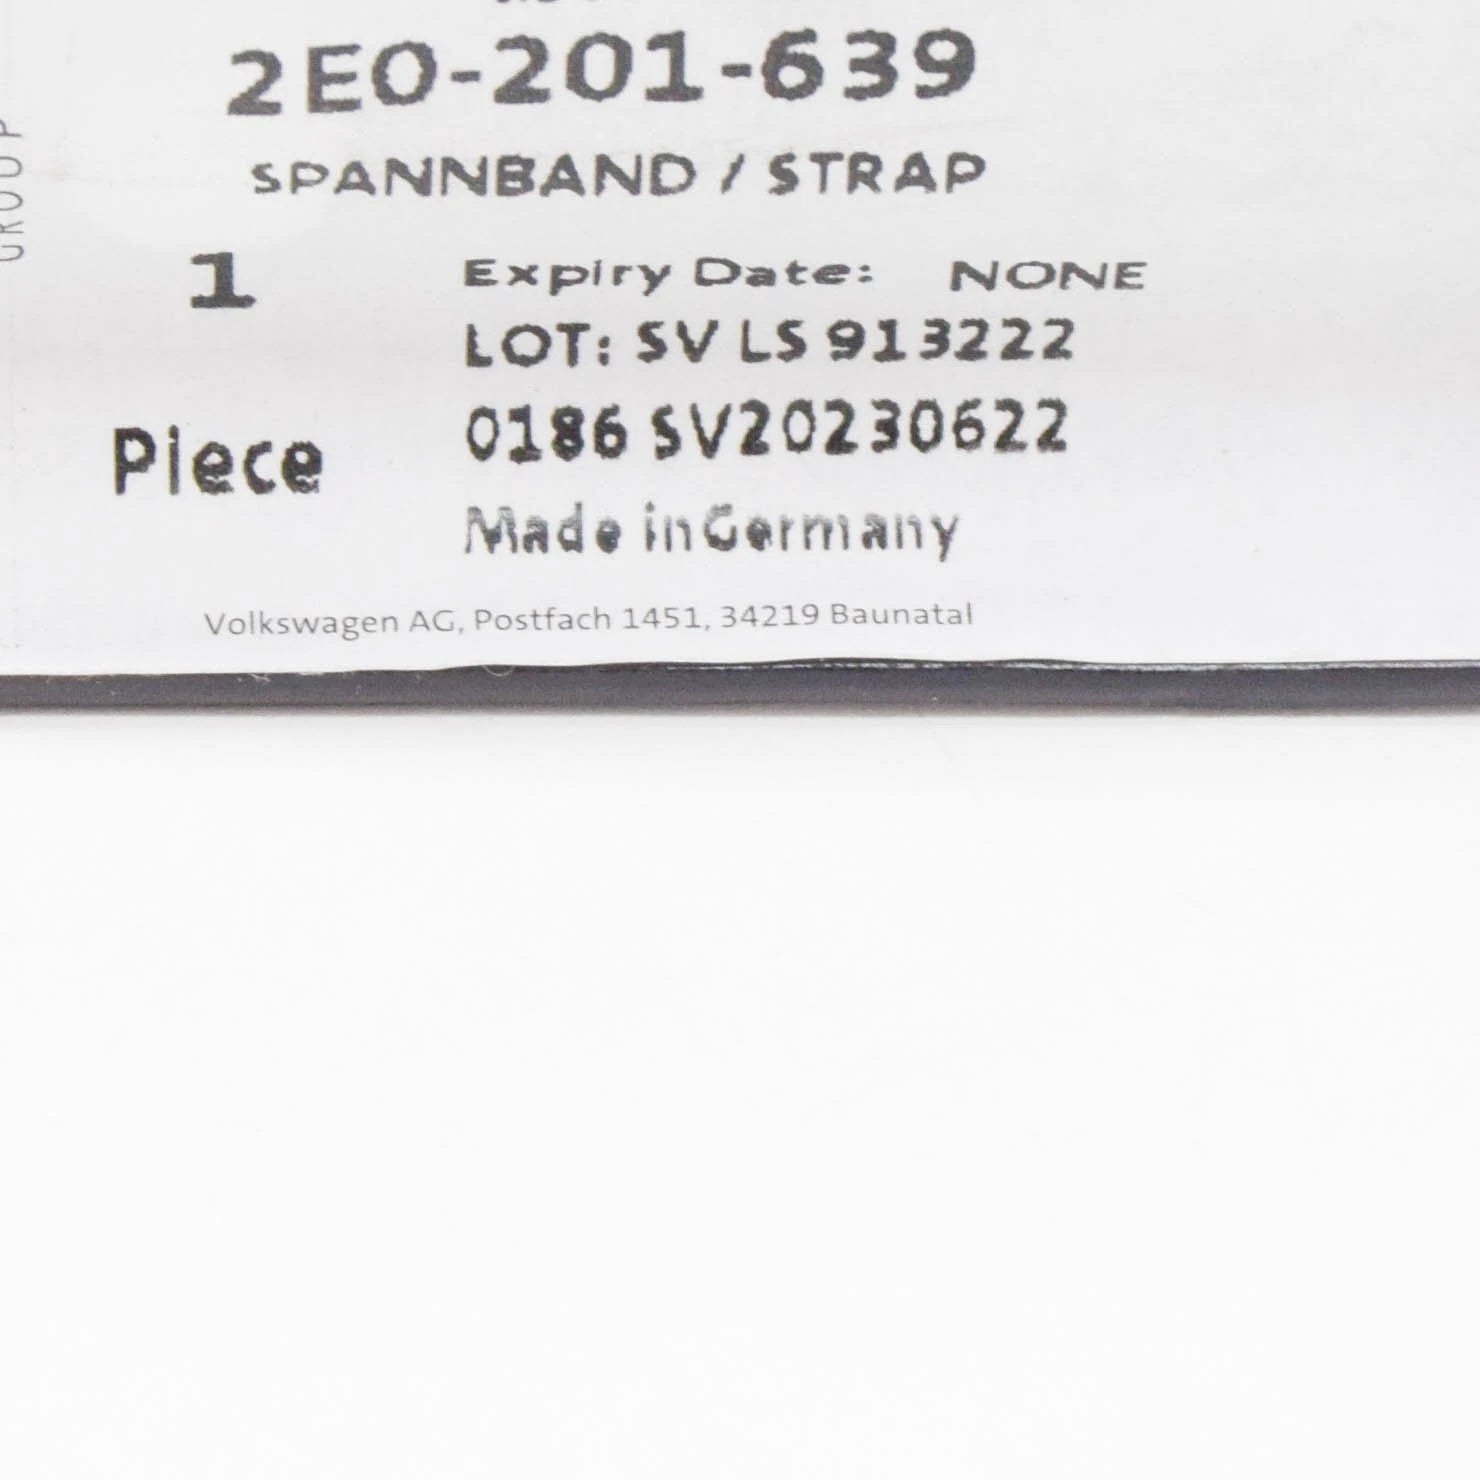 2E0-201-639
SPANNBAND / STRAP
1
Piece
Expiry Date: NONE
LOT: SV LS 913222
0186 SV20230622
Made in Germany
Volkswagen AG, Postfach 1451, 34219 Baunatal
GROUP